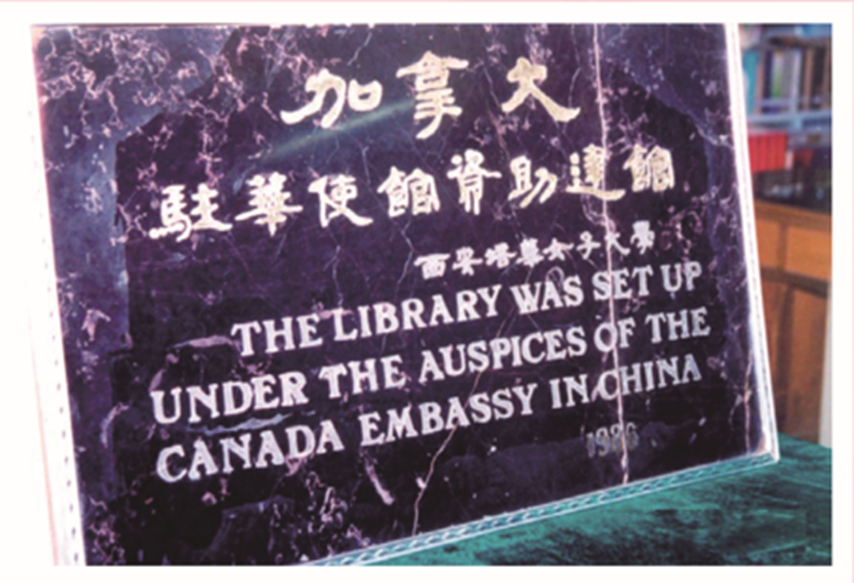 加拿大
駐華使館資助建館
西安培華女子大學
THE LIBRARY WAS SET UP
UNDER THE AUSPICES OF THE
CANADA EMBASSY IN CHINA